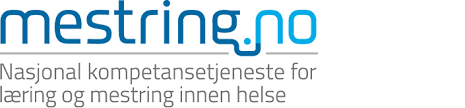 mestring.no
Nasjonal kompetansetjeneste for
læring og mestring innen helse